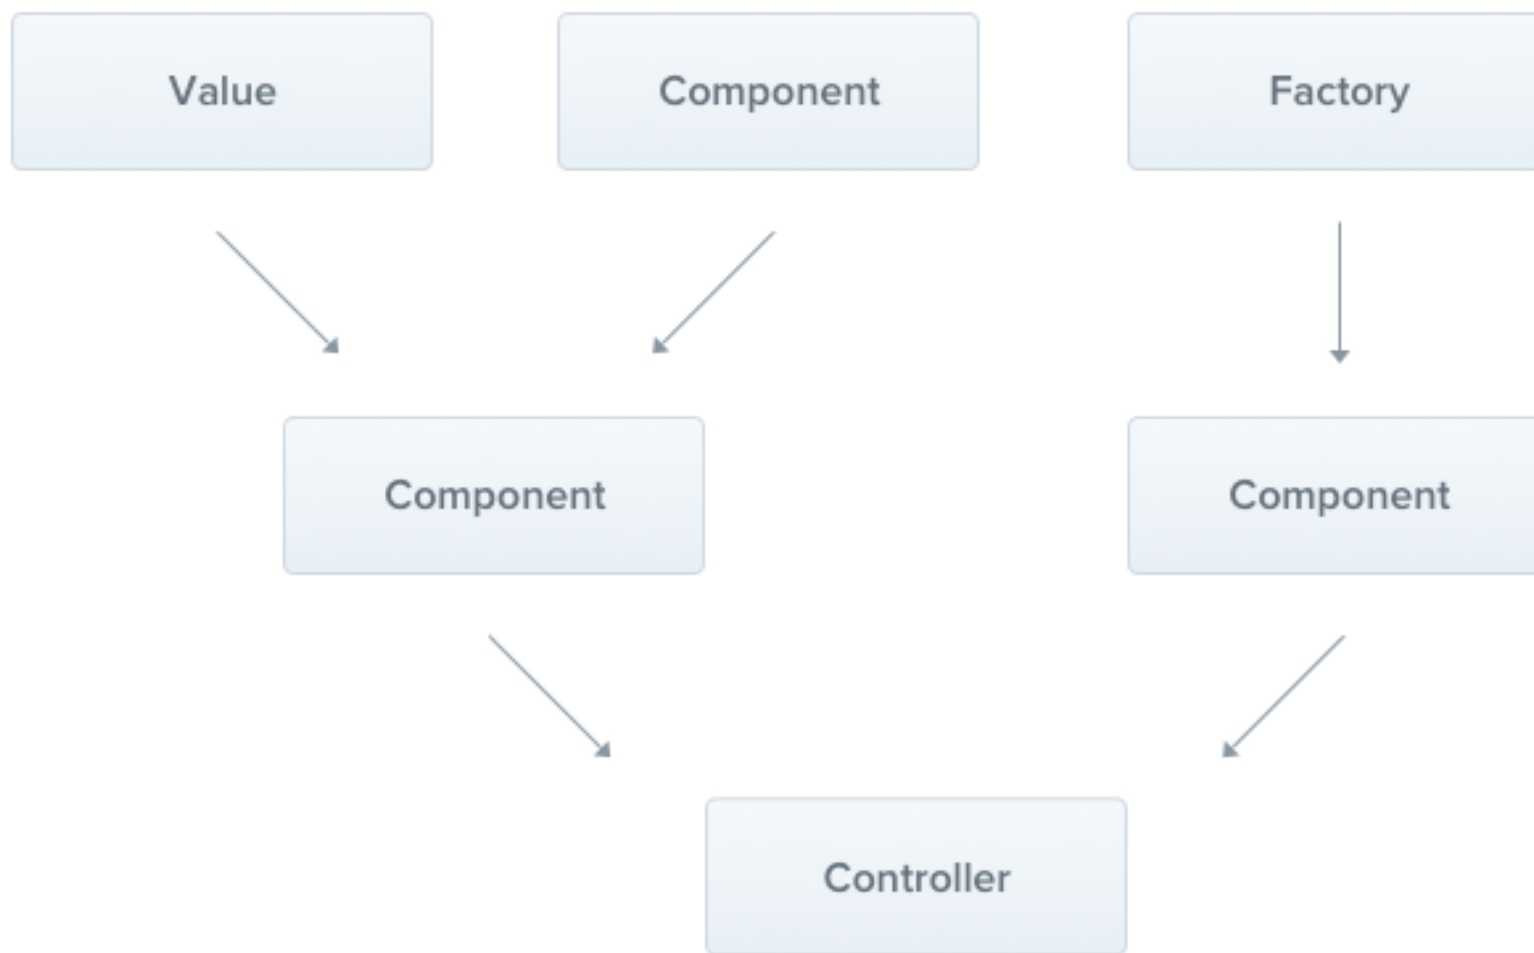 Value
Component
Factory
Component
Component
Controller